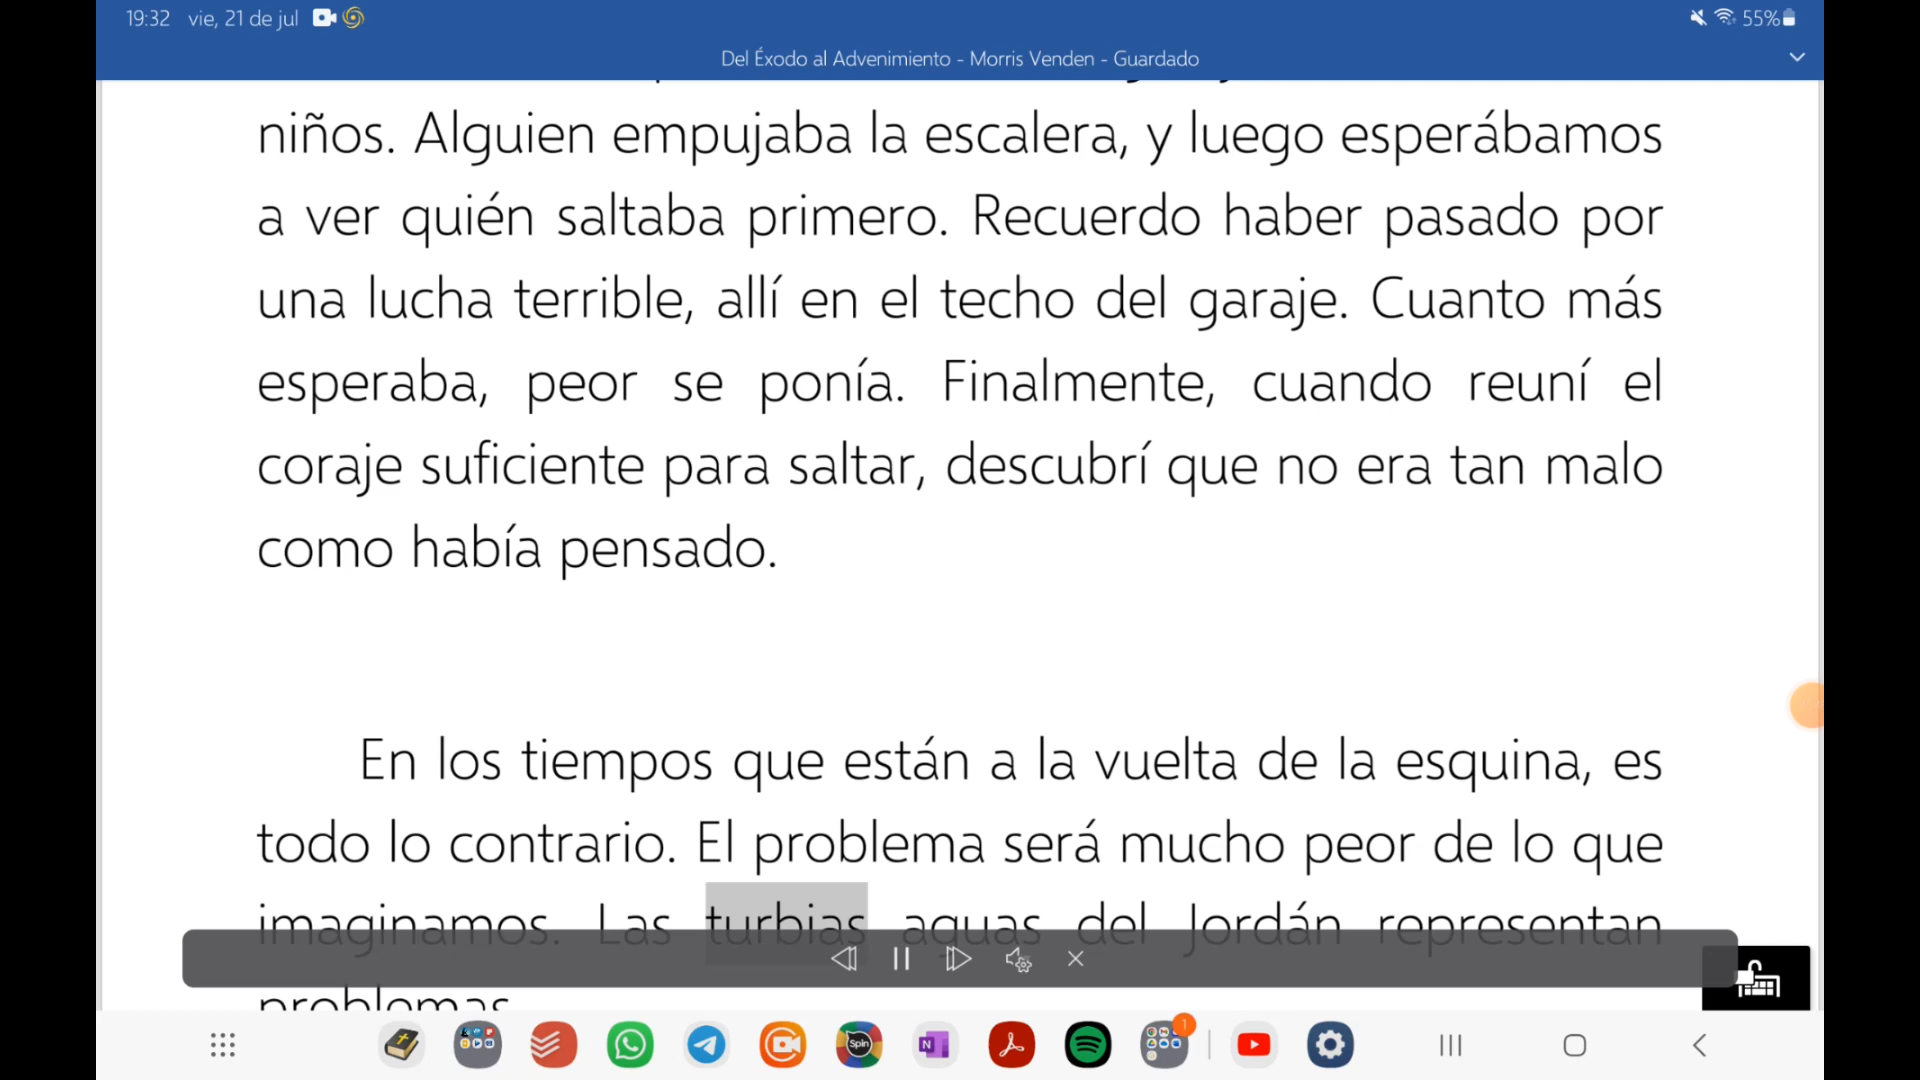 19:32 vie, 21 de jul
55%
Del Éxodo al Advenimiento - Morris Venden - Guardado
niños. Alguien empujaba la escalera, y luego esperábamos
a ver quién saltaba primero. Recuerdo haber pasado por
una lucha terrible, allí en el techo del garaje. Cuanto más
esperaba, peor se ponía. Finalmente, cuando reuní el
coraje suficiente para saltar, descubrí que no era tan malo
como había pensado.
En los tiempos que están a la vuelta de la esquina, es
todo lo contrario. El problema será mucho peor de lo que
imaginamos. Las turbias aguas del Jordán representan
problemas
Spin
N
1